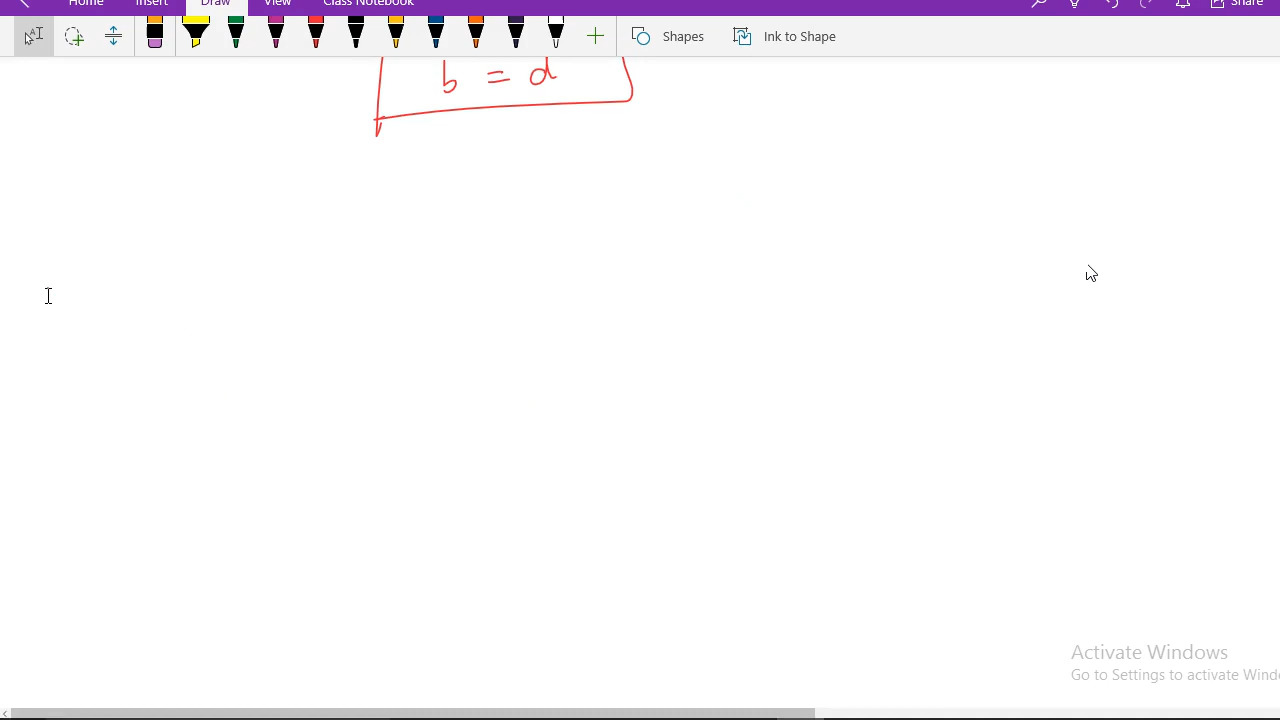 Home Insert Draw View Class Notebook Share
Shapes Ink to Shape
b = d
Activate Windows
Go to Settings to activate Wind